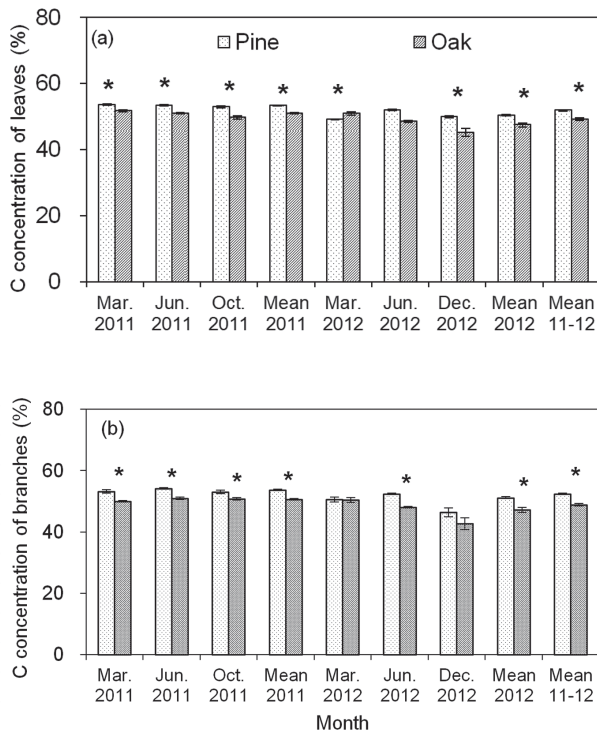 (a)
Pine
Oak
C concentration of leaves (%)
80
60
40
20
0
* * * * * * * *
Mar. Jun. Oct. Mean Mar. Jun. Dec. Mean Mean
2011 2011 2011 2011 2012 2012 2012 2012 11-12
(b)
C concentration of branches (%)
80
60
40
20
0
* * * * * * *
Mar. Jun. Oct. Mean Mar. Jun. Dec. Mean Mean
2011 2011 2011 2011 2012 2012 2012 2012 11-12
Month